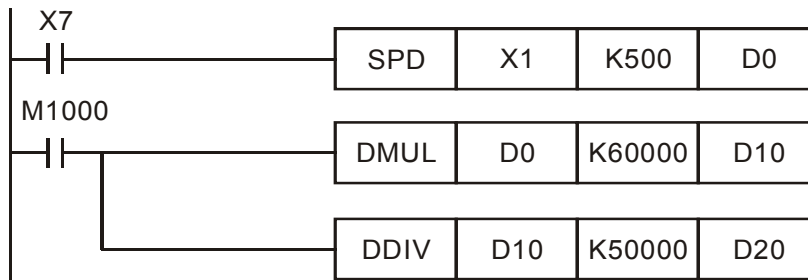 X7
SPD X1 K500 D0
M1000
DMUL D0 K60000 D10
DDIV D10 K50000 D20